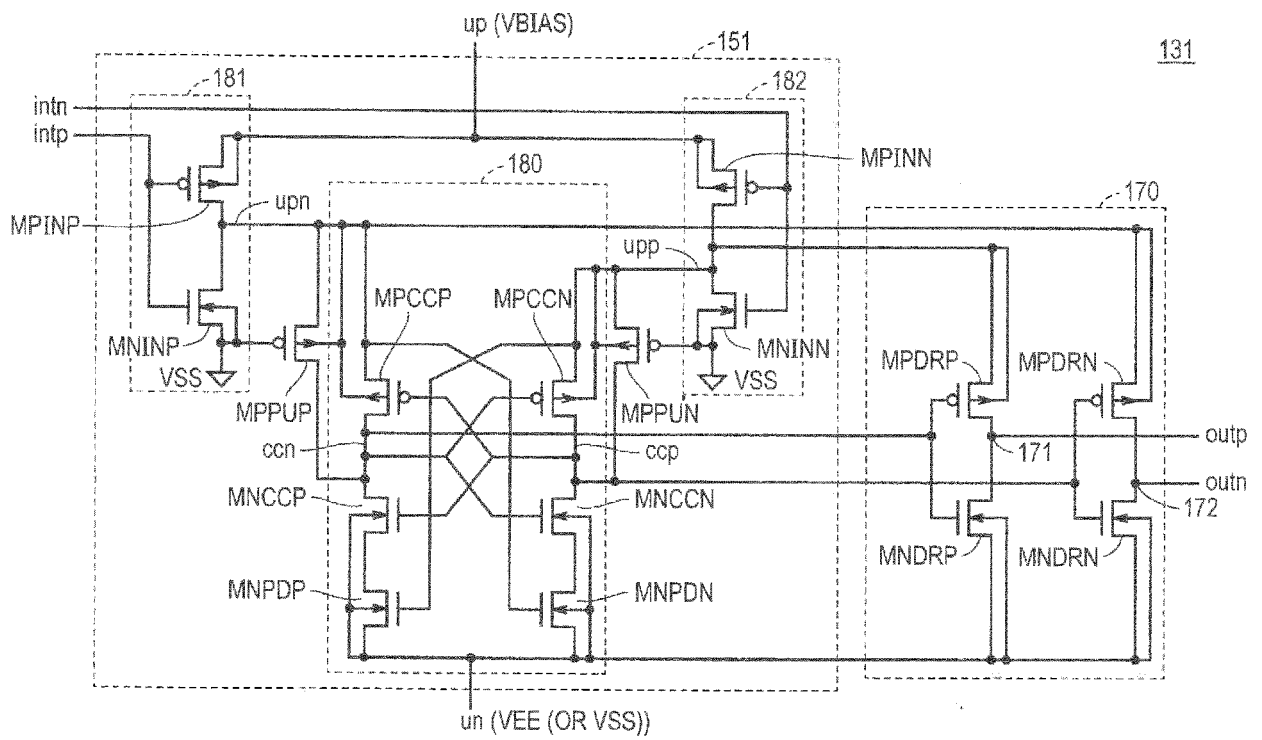 up (VBIAS)
151
131
181
182
intn
intp
MPINN
180
170
upn
MPINP
upp
MPCCP
MPCCN
MPDRP
MPDRN
MNINP
MNINN
VSS
VSS
MPPUP
MPPUN
outp
ccn
ccp
171
outn
MNCCP
MNCCN
172
MNDRP
MNDRN
MNPDP
MNPDN
un (VEE (OR VSS))